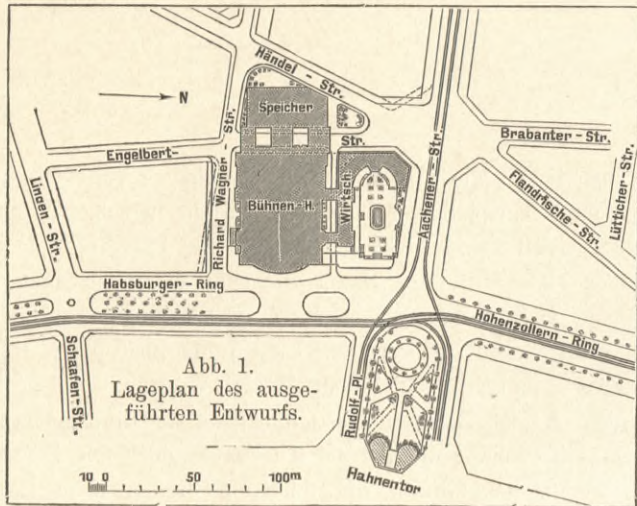 Händel - Str.
N
Speicher
Brabanter - Str.
Flandrische - Str.
Lütticher - Str.
Engelbert-
Str.
Linden - Str.
Richard Wagner - Str.
Bühnen - H.
Wirtsch.
Aachener - Str.
Habsburger - Ring
Hohenzollern - Ring
Schaafen - Str.
Abb. 1.
Lageplan des ausge-
führten Entwurfs.
Rudolf - Pl.
Hahnentor
10 0 50 100m